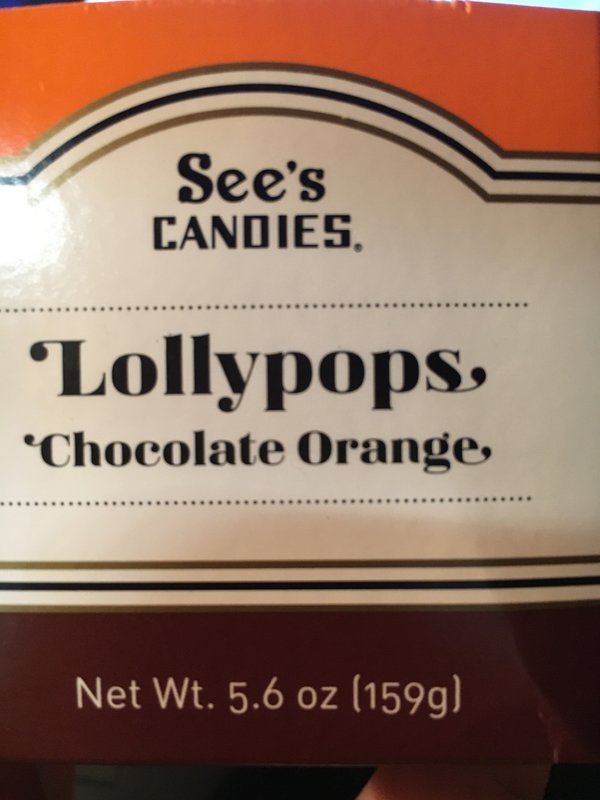 See's
CANDIES®
Lollypops
Chocolate Orange
Net Wt. 5.6 oz (159g)